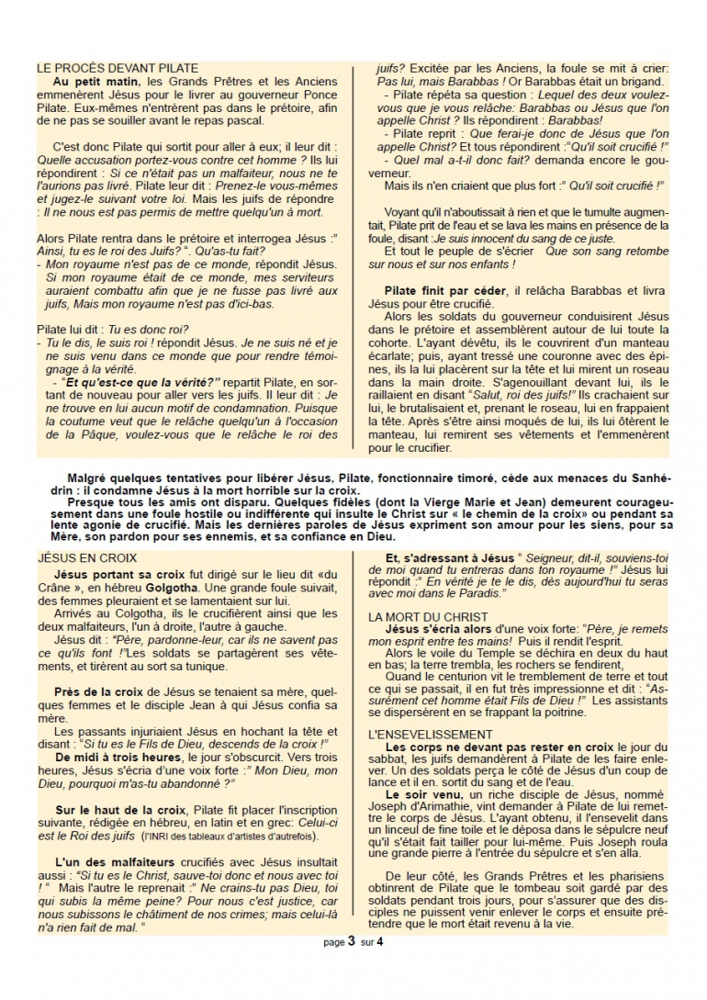 LE PROCÈS DEVANT PILATE
Au petit matin, les Grands Prêtres et les Anciens
emmenèrent Jésus pour le livrer au gouverneur Ponce
Pilate. Eux-mêmes n'entrèrent pas dans le prétoire, afin
de ne pas se souiller avant le repas pascal.
C'est donc Pilate qui sortit pour aller à eux; il leur dit :
Quelle accusation portez-vous contre cet homme ? Ils lui
répondirent : Si ce n'était pas un malfaiteur, nous ne te
l'aurions pas livré. Pilate leur dit : Prenez-le vous-mêmes
et jugez-le suivant votre loi. Mais les juifs de répondre
: Il ne nous est pas permis de mettre quelqu'un à mort.
Alors Pilate rentra dans le prétoire et interrogea Jésus :”
Ainsi, tu es le roi des Juifs? “. Qu'as-tu fait?
- Mon royaume n'est pas de ce monde, répondit Jésus.
Si mon royaume était de ce monde, mes serviteurs
auraient combattu afin que je ne fusse pas livré aux
juifs, Mais mon royaume n'est pas d'ici-bas.
Pilate lui dit : Tu es donc roi?
- Tu le dis, le suis roi ! répondit Jésus. Je ne suis né et je
ne suis venu dans ce monde que pour rendre témoi-
gnage à la vérité.
- “Et qu'est-ce que la vérité?” repartit Pilate, en sor-
tant de nouveau pour aller vers les juifs. Il leur dit : Je
ne trouve en lui aucun motif de condamnation. Puisque
la coutume veut que le relâche quelqu'un à l'occasion
de la Pâque, voulez-vous que le relâche le roi des
juifs? Excitée par les Anciens, la foule se mit à crier:
Pas lui, mais Barabbas ! Or Barabbas était un brigand.
- Pilate répéta sa question : Lequel des deux voulez-
vous que je vous relâche: Barabbas ou Jésus que l'on
appelle Christ ? Ils répondirent : Barabbas!
- Pilate reprit : Que ferai-je donc de Jésus que l'on
appelle Christ? Et tous répondirent :“Qu'il soit crucifié !”
- Quel mal a-t-il donc fait? demanda encore le gou-
verneur.
Mais ils n'en criaient que plus fort :” Qu'il soit crucifié !”
Voyant qu'il n'aboutissait à rien et que le tumulte augmen-
tait, Pilate prit de l'eau et se lava les mains en présence de la
foule, disant :Je suis innocent du sang de ce juste.
Et tout le peuple de s'écrier Que son sang retombe
sur nous et sur nos enfants !
Pilate finit par céder, il relâcha Barabbas et livra
Jésus pour être crucifié.
Alors les soldats du gouverneur conduisirent Jésus
dans le prétoire et assemblèrent autour de lui toute la
cohorte. L'ayant dévêtu, ils le couvrirent d'un manteau
écarlate; puis, ayant tressé une couronne avec des épi-
nes, ils la lui placèrent sur la tête et lui mirent un roseau
dans la main droite. S'agenouillant devant lui, ils le
raillaient en disant “Salut, roi des juifs!” Ils crachaient sur
lui, le brutalisaient et, prenant le roseau, lui en frappaient
la tête. Après s'être ainsi moqués de lui, ils lui ôtèrent le
manteau, lui remirent ses vêtements et l'emmenèrent
pour le crucifier.
Malgré quelques tentatives pour libérer Jésus, Pilate, fonctionnaire timoré, cède aux menaces du Sanhé-
drin : il condamne Jésus à la mort horrible sur la croix.
Presque tous les amis ont disparu. Quelques fidèles (dont la Vierge Marie et Jean) demeurent courageu-
sement dans une foule hostile ou indifférente qui insulte le Christ sur « le chemin de la croix» ou pendant sa
lente agonie de crucifié. Mais les dernières paroles de Jésus expriment son amour pour les siens, pour sa
Mère, son pardon pour ses ennemis, et sa confiance en Dieu.
JÉSUS EN CROIX
Jésus portant sa croix fut dirigé sur le lieu dit «du
Crâne », en hébreu Golgotha. Une grande foule suivait,
des femmes pleuraient et se lamentaient sur lui.
Arrivés au Colgotha, ils le crucifièrent ainsi que les
deux malfaiteurs, l'un à droite, l'autre à gauche.
Jésus dit : “Père, pardonne-leur, car ils ne savent pas
ce qu'ils font !”Les soldats se partagèrent ses vête-
ments, et tirèrent au sort sa tunique.
Près de la croix de Jésus se tenaient sa mère, quel-
ques femmes et le disciple Jean à qui Jésus confia sa
mère.
Les passants injuriaient Jésus en hochant la tête et
disant : “Si tu es le Fils de Dieu, descends de la croix !”
De midi à trois heures, le jour s'obscurcit. Vers trois
heures, Jésus s'écria d’une voix forte :” Mon Dieu, mon
Dieu, pourquoi m'as-tu abandonné ?”
Sur le haut de la croix, Pilate fit placer l'inscription
suivante, rédigée en hébreu, en latin et en grec: Celui-ci
est le Roi des juifs (l'INRI des tableaux d'artistes d'autrefois).
L'un des malfaiteurs crucifiés avec Jésus insultait
aussi : “Si tu es le Christ, sauve-toi donc et nous avec toi
! “ Mais l'autre le reprenait :” Ne crains-tu pas Dieu, toi
qui subis la même peine? Pour nous c'est justice, car
nous subissons le châtiment de nos crimes; mais celui-là
n'a rien fait de mal. “
Et, s'adressant à Jésus “ Seigneur, dit-il, souviens-toi
de moi quand tu entreras dans ton royaume !” Jésus lui
répondit :” En vérité je te le dis, dès aujourd'hui tu seras
avec moi dans le Paradis.”
LA MORT DU CHRIST
Jésus s'écria alors d'une voix forte: “Père, je remets
mon esprit entre tes mains! Puis il rendit l'esprit.
Alors le voile du Temple se déchira en deux du haut
en bas; la terre trembla, les rochers se fendirent,
Quand le centurion vit le tremblement de terre et tout
ce qui se passait, il en fut très impressionne et dit : “As-
surément cet homme était Fils de Dieu !” Les assistants
se dispersèrent en se frappant la poitrine.
L'ENSEVELISSEMENT
Les corps ne devant pas rester en croix le jour du
sabbat, les juifs demandèrent à Pilate de les faire enle-
ver. Un des soldats perça le côté de Jésus d'un coup de
lance et il en. sortit du sang et de l'eau.
Le soir venu, un riche disciple de Jésus, nommé
Joseph d'Arimathie, vint demander à Pilate de lui remet-
tre le corps de Jésus. L'ayant obtenu, il l'ensevelit dans
un linceul de fine toile et le déposa dans le sépulcre neuf
qu'il s'était fait tailler pour lui-même. Puis Joseph roula
une grande pierre à l'entrée du sépulcre et s'en alla.
De leur côté, les Grands Prêtres et les pharisiens
obtinrent de Pilate que le tombeau soit gardé par des
soldats pendant trois jours, pour s’assurer que des dis-
ciples ne puissent venir enlever le corps et ensuite pré-
tendre que le mort était revenu à la vie.
page 3 sur 4